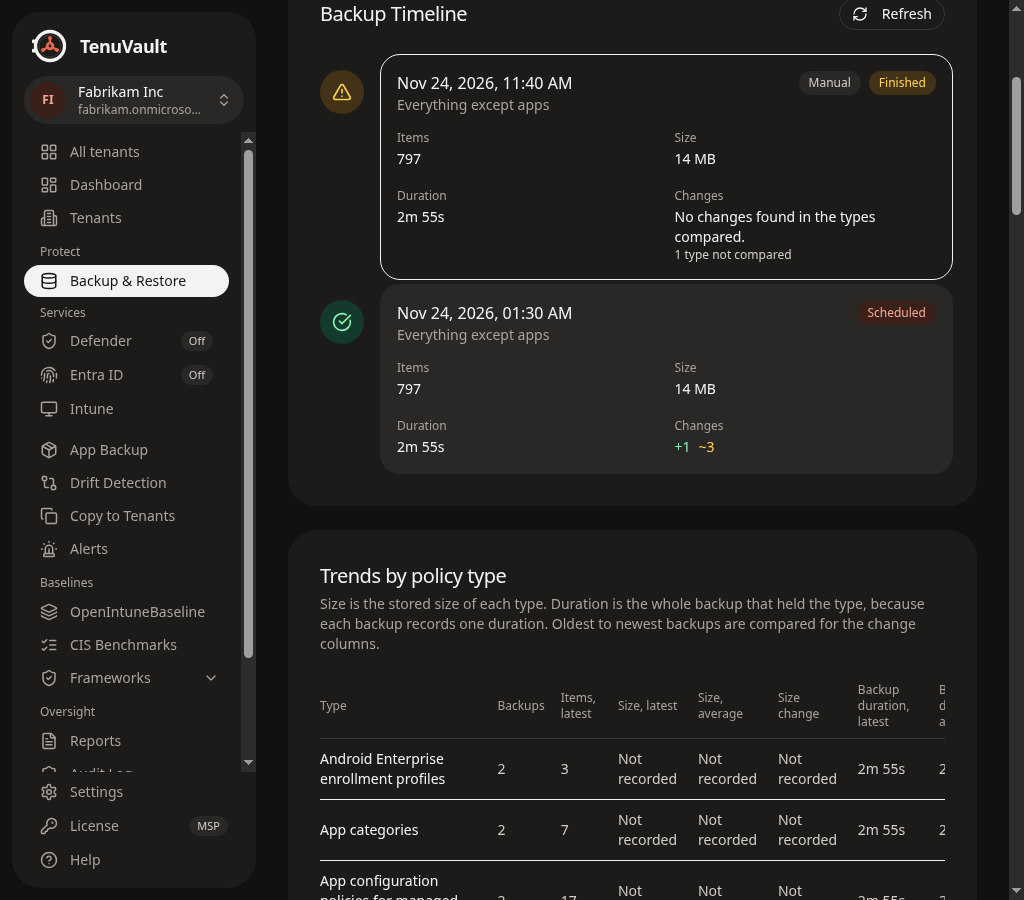 TenuVault
FI
Fabrikam Inc
fabrikam.onmicroso...
All tenants
Dashboard
Tenants
Protect
Backup & Restore
Services
Defender Off
Entra ID Off
Intune
App Backup
Drift Detection
Copy to Tenants
Alerts
Baselines
OpenIntuneBaseline
CIS Benchmarks
Frameworks
Oversight
Reports
Audit Log
Settings
License MSP
Help
Backup Timeline
Refresh
Nov 24, 2026, 11:40 AM Manual Finished
Everything except apps
Items Size
797 14 MB
Duration Changes
2m 55s No changes found in the types
compared.
1 type not compared
Nov 24, 2026, 01:30 AM Scheduled
Everything except apps
Items Size
797 14 MB
Duration Changes
2m 55s +1 ~3
Trends by policy type
Size is the stored size of each type. Duration is the whole backup that held the type, because
each backup records one duration. Oldest to newest backups are compared for the change
columns.
Type Backups Items, latest Size, latest Size, average Size change Backup duration, latest
Android Enterprise enrollment profiles 2 3 Not recorded Not recorded Not recorded 2m 55s
App categories 2 7 Not recorded Not recorded Not recorded 2m 55s
App configuration policies for managed 2 17 Not Not Not 2m 55s